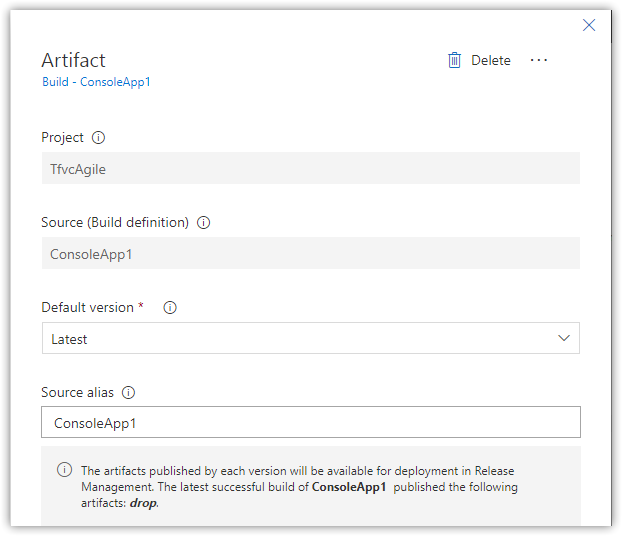 Artifact
Delete ...
Build - ConsoleApp1
Project
TfvcAgile
Source (Build definition)
ConsoleApp1
Default version *
Latest
Source alias
ConsoleApp1
The artifacts published by each version will be available for deployment in Release
Management. The latest successful build of ConsoleApp1 published the following
artifacts: drop.